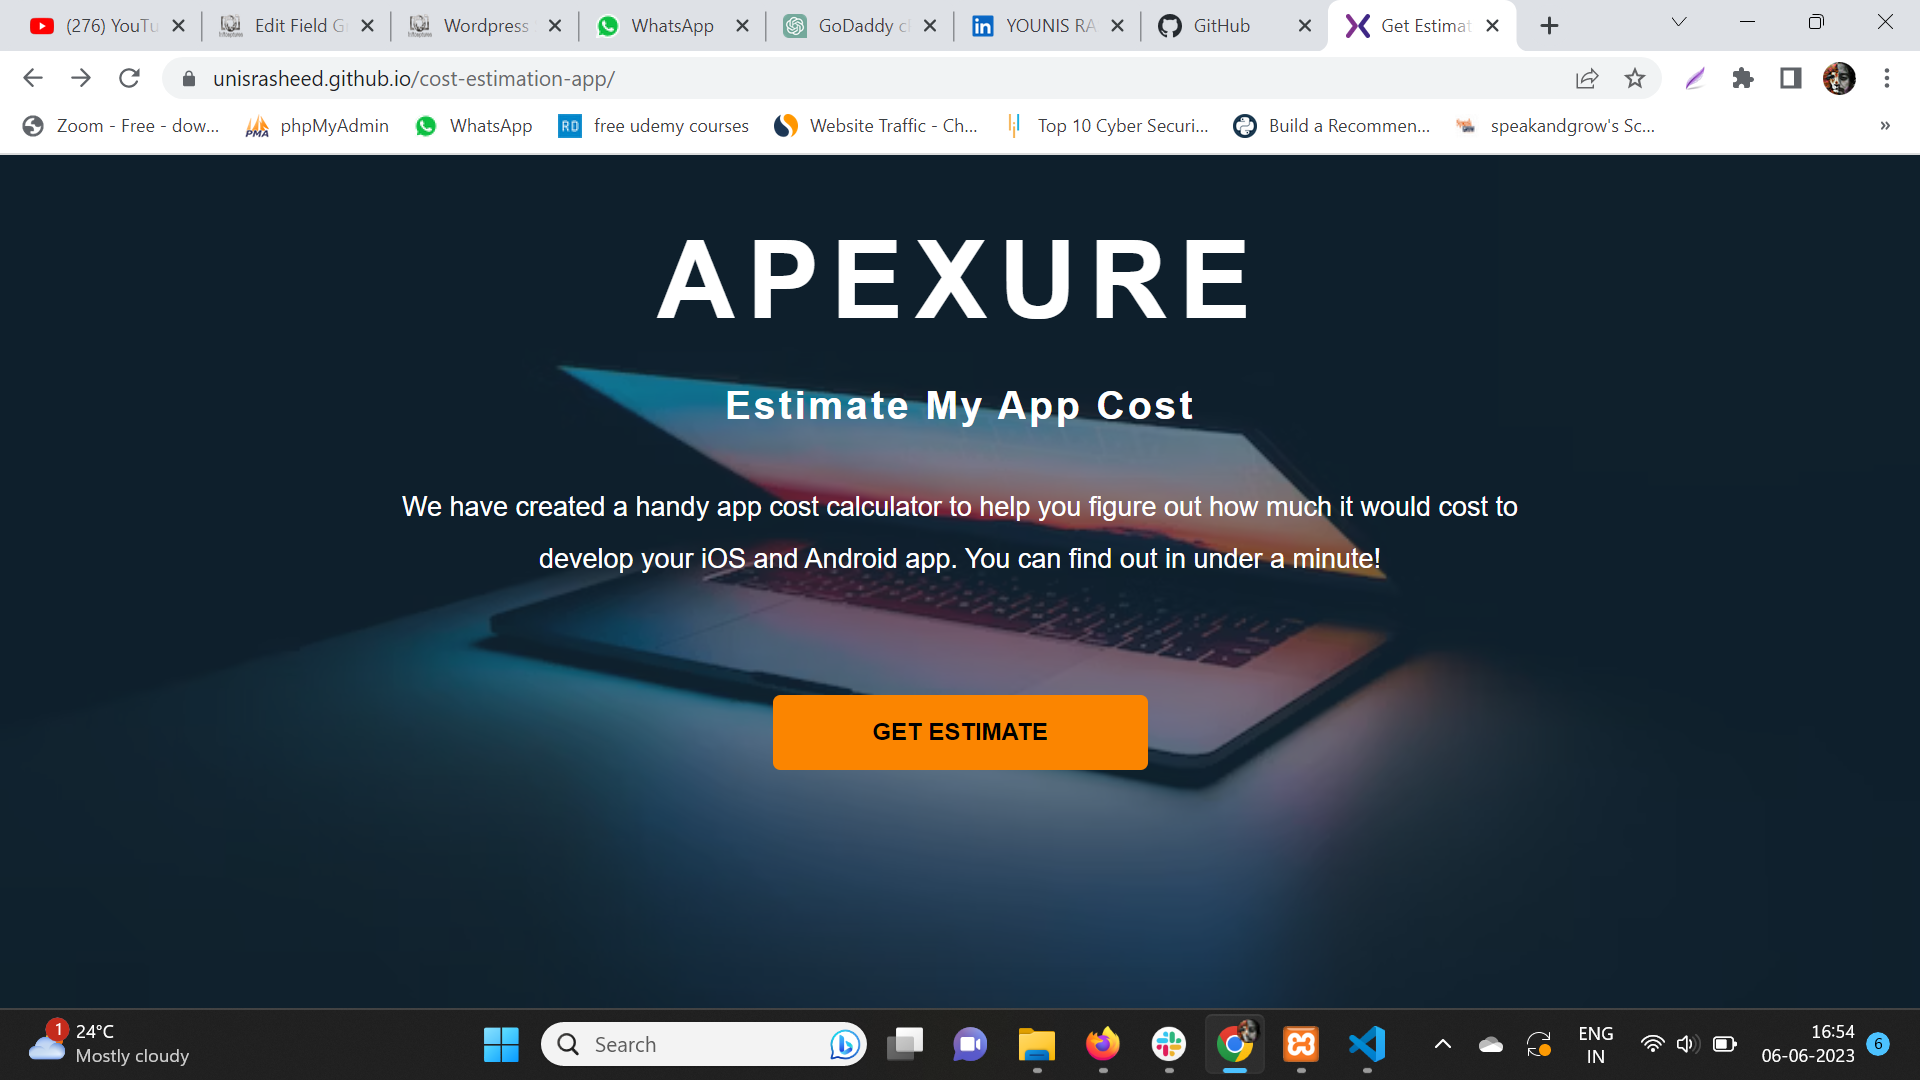 (276) YouTu
Edit Field G
Wordpress
WhatsApp
GoDaddy c
YOUNIS RA
GitHub
Get Estimat
unisrasheed.github.io/cost-estimation-app/
Zoom - Free - dow...
PMA phpMyAdmin
WhatsApp
RD free udemy courses
Website Traffic - Ch...
Top 10 Cyber Securi...
Build a Recommen...
speakandgrow's Sc...
»
APEXURE
Estimate My App Cost
We have created a handy app cost calculator to help you figure out how much it would cost to
develop your iOS and Android app. You can find out in under a minute!
GET ESTIMATE
1
24°C
Mostly cloudy
Search
ENG
IN
16:54
06-06-2023
6